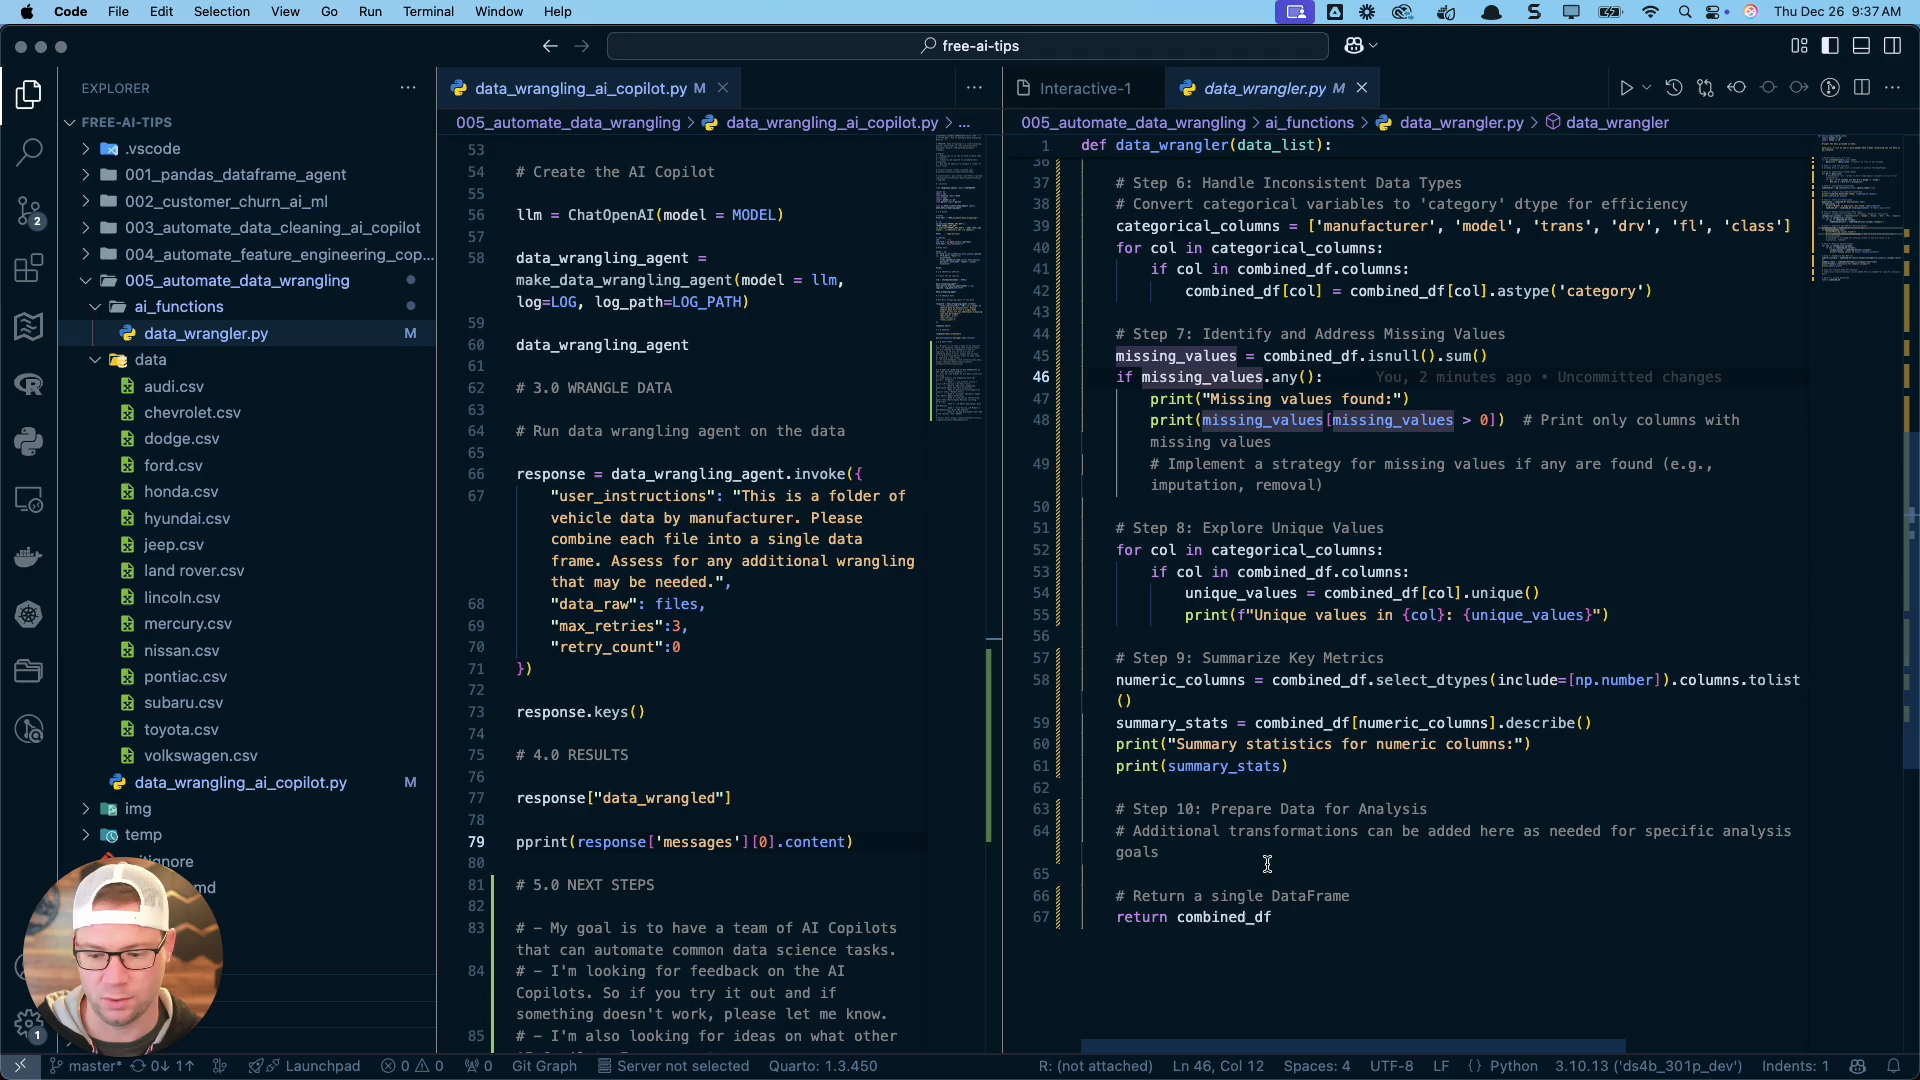 Code File Edit Selection View Go Run Terminal Window Help
Thu Dec 26 9:37 AM
free-ai-tips
EXPLORER
FREE-AI-TIPS
.vscode
001_pandas_dataframe_agent
002_customer_churn_ai_ml
003_automate_data_cleaning_ai_copilot
004_automate_feature_engineering_cop...
005_automate_data_wrangling
ai_functions
data_wrangler.py M
data
audi.csv
chevrolet.csv
dodge.csv
ford.csv
honda.csv
hyundai.csv
jeep.csv
land rover.csv
lincoln.csv
mercury.csv
nissan.csv
pontiac.csv
subaru.csv
toyota.csv
volkswagen.csv
data_wrangling_ai_copilot.py M
img
temp
itignore
md
2
1
data_wrangling_ai_copilot.py M
005_automate_data_wrangling > data_wrangling_ai_copilot.py > ...
53
54 # Create the AI Copilot
55
56 llm = ChatOpenAI(model = MODEL)
57
58 data_wrangling_agent =
make_data_wrangling_agent(model = llm,
log=LOG, log_path=LOG_PATH)
59
60 data_wrangling_agent
61
62 # 3.0 WRANGLE DATA
63
64 # Run data wrangling agent on the data
65
66 response = data_wrangling_agent.invoke({
67 "user_instructions": "This is a folder of
vehicle data by manufacturer. Please
combine each file into a single data
frame. Assess for any additional wrangling
that may be needed.",
68 "data_raw": files,
69 "max_retries":3,
70 "retry_count":0
71 })
72
73 response.keys()
74
75 # 4.0 RESULTS
76
77 response["data_wrangled"]
78
79 pprint(response['messages'][0].content)
80
81 # 5.0 NEXT STEPS
82
83 # - My goal is to have a team of AI Copilots
that can automate common data science tasks.
84 # - I'm looking for feedback on the AI
Copilots. So if you try it out and if
something doesn't work, please let me know.
85 # - I'm also looking for ideas on what other
Interactive-1
data_wrangler.py M
005_automate_data_wrangling > ai_functions > data_wrangler.py > data_wrangler
1 def data_wrangler(data_list):
36
37 # Step 6: Handle Inconsistent Data Types
38 # Convert categorical variables to 'category' dtype for efficiency
39 categorical_columns = ['manufacturer', 'model', 'trans', 'drv', 'fl', 'class']
40 for col in categorical_columns:
41 if col in combined_df.columns:
42 combined_df[col] = combined_df[col].astype('category')
43
44 # Step 7: Identify and Address Missing Values
45 missing_values = combined_df.isnull().sum()
46 if missing_values.any(): You, 2 minutes ago • Uncommitted changes
47 print("Missing values found:")
48 print(missing_values[missing_values > 0]) # Print only columns with
missing values
49 # Implement a strategy for missing values if any are found (e.g.,
imputation, removal)
50
51 # Step 8: Explore Unique Values
52 for col in categorical_columns:
53 if col in combined_df.columns:
54 unique_values = combined_df[col].unique()
55 print(f"Unique values in {col}: {unique_values}")
56
57 # Step 9: Summarize Key Metrics
58 numeric_columns = combined_df.select_dtypes(include=[np.number]).columns.tolist
()
59 summary_stats = combined_df[numeric_columns].describe()
60 print("Summary statistics for numeric columns:")
61 print(summary_stats)
62
63 # Step 10: Prepare Data for Analysis
64 # Additional transformations can be added here as needed for specific analysis
goals
65
66 # Return a single DataFrame
67 return combined_df
master* 0↓ 1↑ Launchpad 0 0 0 Git Graph Server not selected Quarto: 1.3.450
R: (not attached) Ln 46, Col 12 Spaces: 4 UTF-8 LF {} Python 3.10.13 ('ds4b_301p_dev') Indents: 1